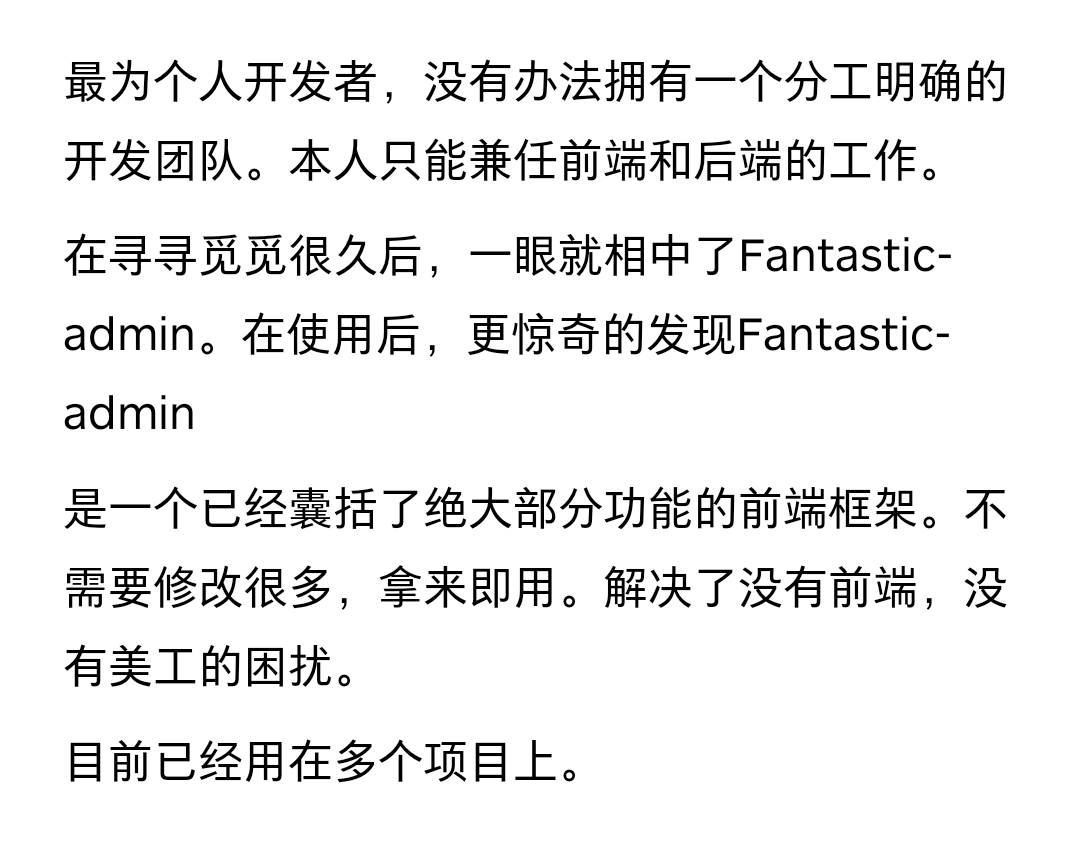 最为个人开发者，没有办法拥有一个分工明确的
开发团队。本人只能兼任前端和后端的工作。
在寻寻觅觅很久后，一眼就相中了Fantastic-
admin。在使用后，更惊奇的发现Fantastic-
admin
是一个已经囊括了绝大部分功能的前端框架。不
需要修改很多，拿来即用。解决了没有前端，没
有美工的困扰。
目前已经用在多个项目上。